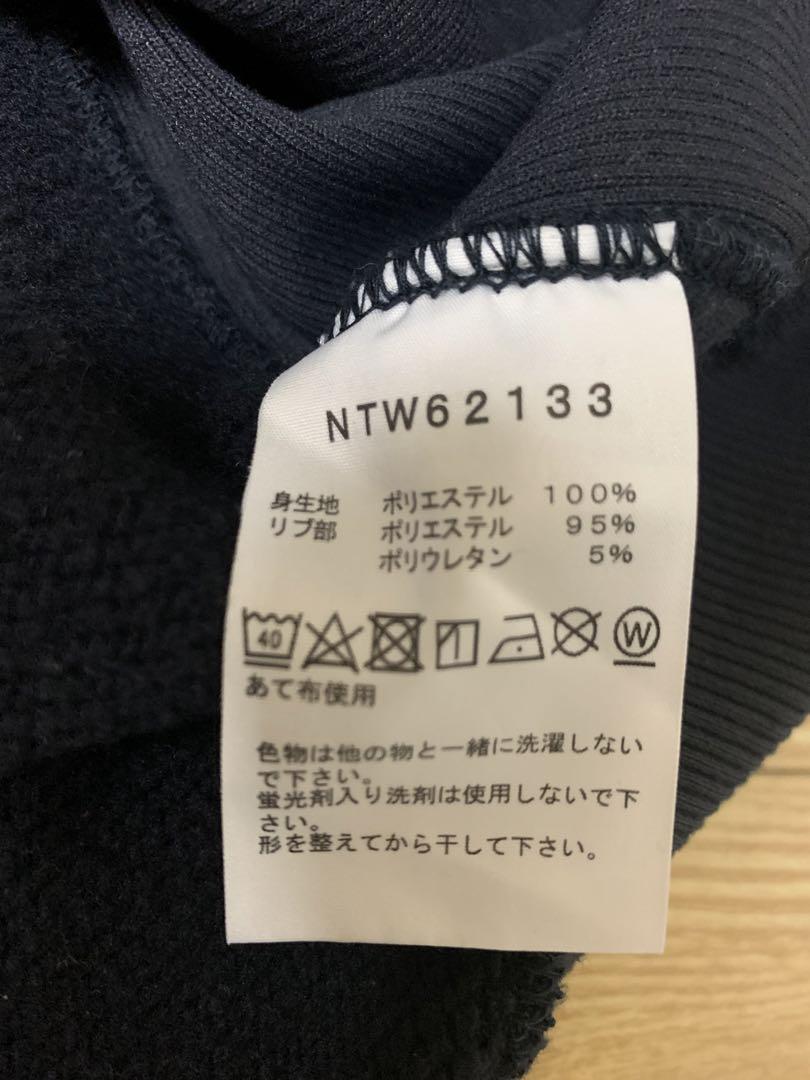 NTW62133
身生地 ポリエステル 100%
リブ部 ポリエステル 95%
ポリウレタン 5%
40 W
あて布使用
色物は他の物と一緒に洗濯しない
で下さい。
蛍光剤入り洗剤は使用しないで下
さい。
形を整えてから干して下さい。